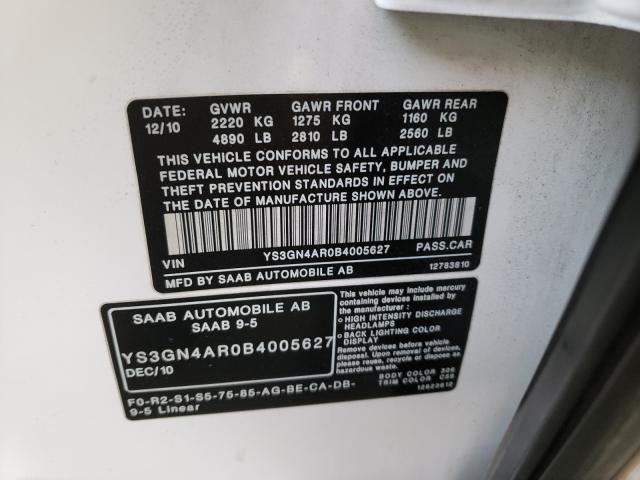 DATE: GVWR GAWR FRONT GAWR REAR
12/10 2220 KG 1275 KG 1160 KG
4890 LB 2810 LB 2560 LB
THIS VEHICLE CONFORMS TO ALL APPLICABLE
FEDERAL MOTOR VEHICLE SAFETY, BUMPER AND
THEFT PREVENTION STANDARDS IN EFFECT ON
THE DATE OF MANUFACTURE SHOWN ABOVE.
VIN YS3GN4AR0B4005627 PASS.CAR
MFD BY SAAB AUTOMOBILE AB 12783810
SAAB AUTOMOBILE AB
SAAB 9-5
YS3GN4AR0B4005627
DEC/10
This vehicle may include mercury
containing devices installed by
the manufacturer:
HIGH INTENSITY DISCHARGE
HEADLAMPS
BACK LIGHTING COLOR
DISPLAY
Remove devices before vehicle
disposal. Upon removal of devices
please reuse, recycle or dispose as
hazardous waste.
BODY COLOR 306
TRIM COLOR C59
12823612
F0-R2-S1-S5-75-85-AG-BE-CA-DB-
9-5 Linear